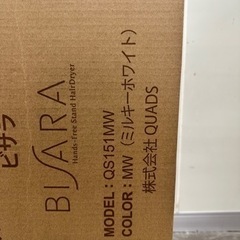 ビサラ
BISARA
Hands-Free Stand HairDryer
MODEL : QS151MW
COLOR : MW（ミルキーホワイト）
株式会社 QUADS